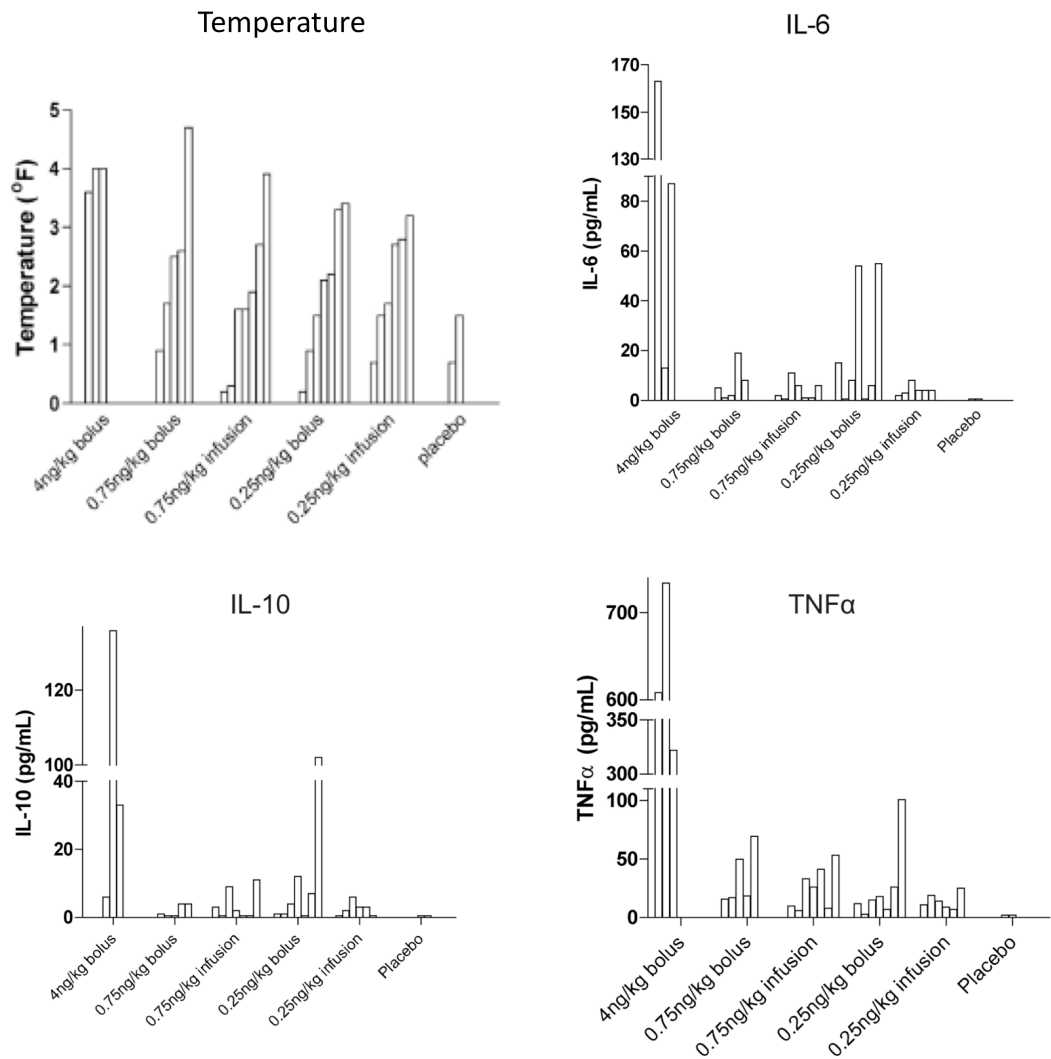 Temperature
5
4
3
2
1
0
Temperature (°F)
4ng/kg bolus
0.75ng/kg bolus
0.75ng/kg infusion
0.25ng/kg bolus
0.25ng/kg infusion
placebo
IL-6
170
150
130
80
60
40
20
0
IL-6 (pg/mL)
4ng/kg bolus
0.75ng/kg bolus
0.75ng/kg infusion
0.25ng/kg bolus
0.25ng/kg infusion
Placebo
IL-10
120
100
40
20
0
IL-10 (pg/mL)
4ng/kg bolus
0.75ng/kg bolus
0.75ng/kg infusion
0.25ng/kg bolus
0.25ng/kg infusion
Placebo
TNFα
700
600
350
300
100
50
0
TNFα (pg/mL)
4ng/kg bolus
0.75ng/kg bolus
0.75ng/kg infusion
0.25ng/kg bolus
0.25ng/kg infusion
Placebo